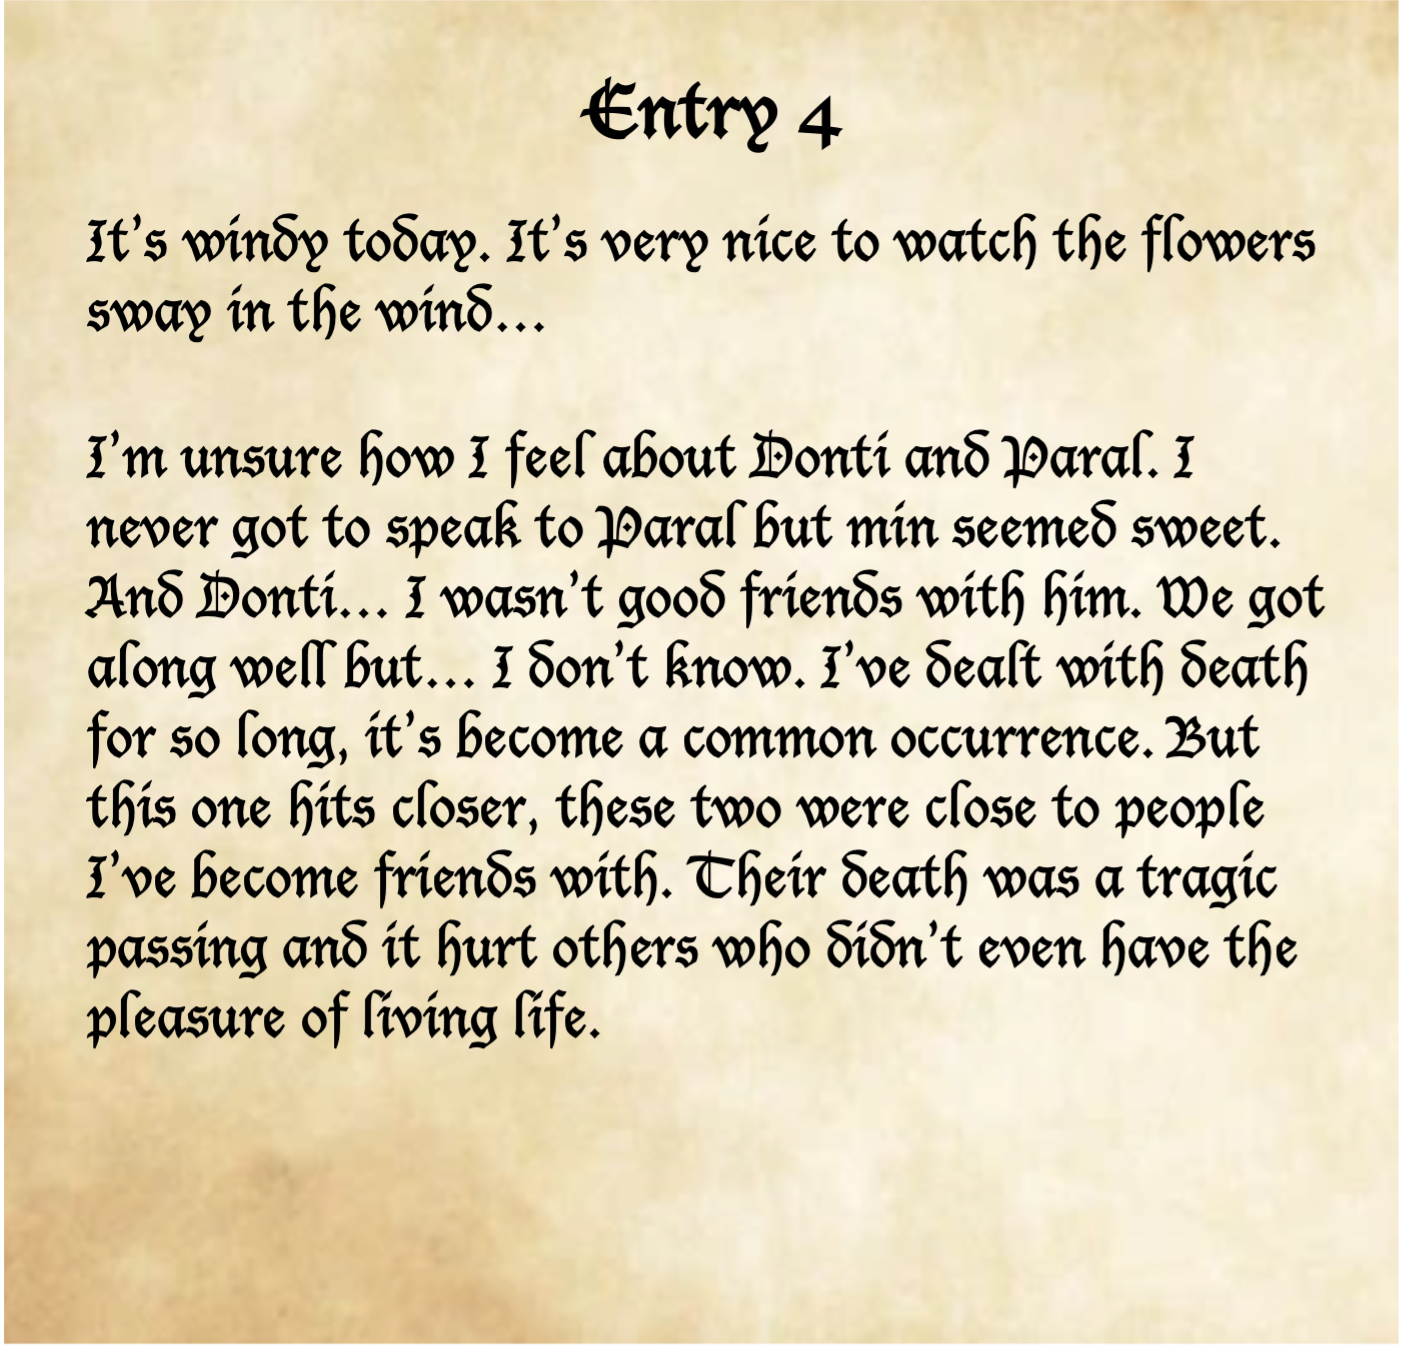 Entry 4
It's windy today. It's very nice to watch the flowers
sway in the wind...
I'm unsure how I feel about Donti and Paral. I
never got to speak to Paral but min seemed sweet.
And Donti... I wasn't good friends with him. We got
along well but... I don't know. I've dealt with death
for so long, it's become a common occurrence. But
this one hits closer, these two were close to people
I've become friends with. Their death was a tragic
passing and it hurt others who didn't even have the
pleasure of living life.